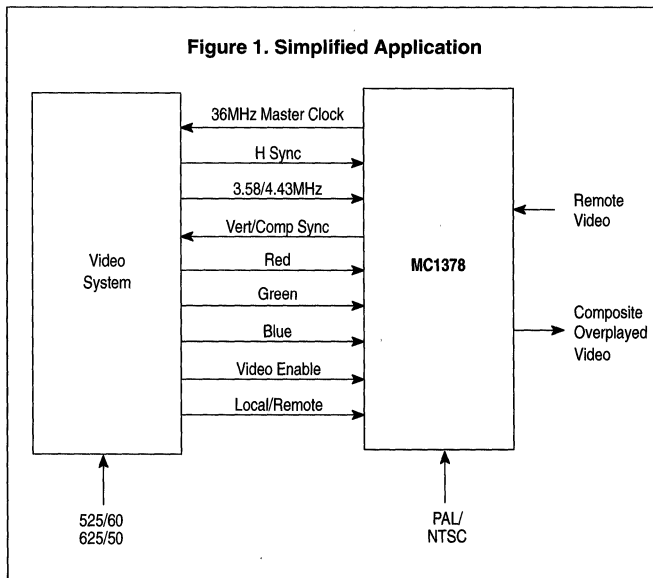 Figure 1. Simplified Application
36MHz Master Clock
H Sync
3.58/4.43MHz
Vert/Comp Sync
Red
Green
Blue
Video Enable
Local/Remote
Video
System
MC1378
Remote
Video
Composite
Overplayed
Video
525/60
625/50
PAL/
NTSC